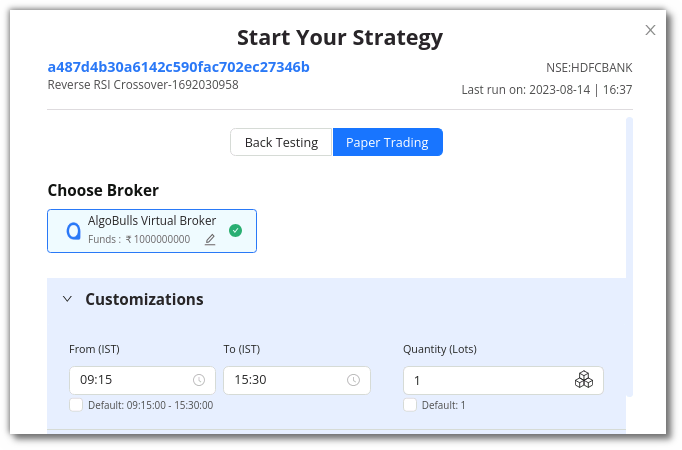 Start Your Strategy
a487d4b30a6142c590fac702ec27346b
NSE:HDFCBANK
Reverse RSI Crossover-1692030958
Last run on: 2023-08-14 | 16:37
Back Testing
Paper Trading
Choose Broker
AlgoBulls Virtual Broker
Funds : ₹ 1000000000
Customizations
From (IST)
To (IST)
Quantity (Lots)
09:15
15:30
1
Default: 09:15:00 - 15:30:00
Default: 1